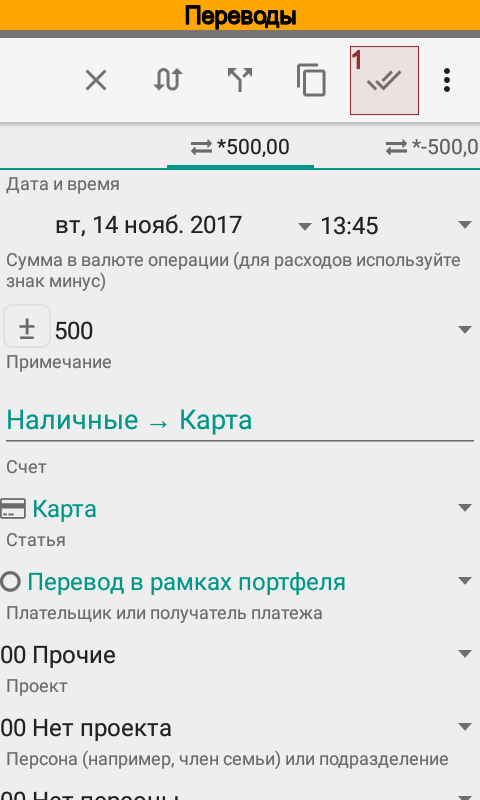 Переводы
1
*500,00
*-500,0
Дата и время
вт, 14 нояб. 2017
13:45
Сумма в валюте операции (для расходов используйте
знак минус)
± 500
Примечание
Наличные → Карта
Счет
Карта
Статья
Перевод в рамках портфеля
Плательщик или получатель платежа
00 Прочие
Проект
00 Нет проекта
Персона (например, член семьи) или подразделение
00 Нет персоны